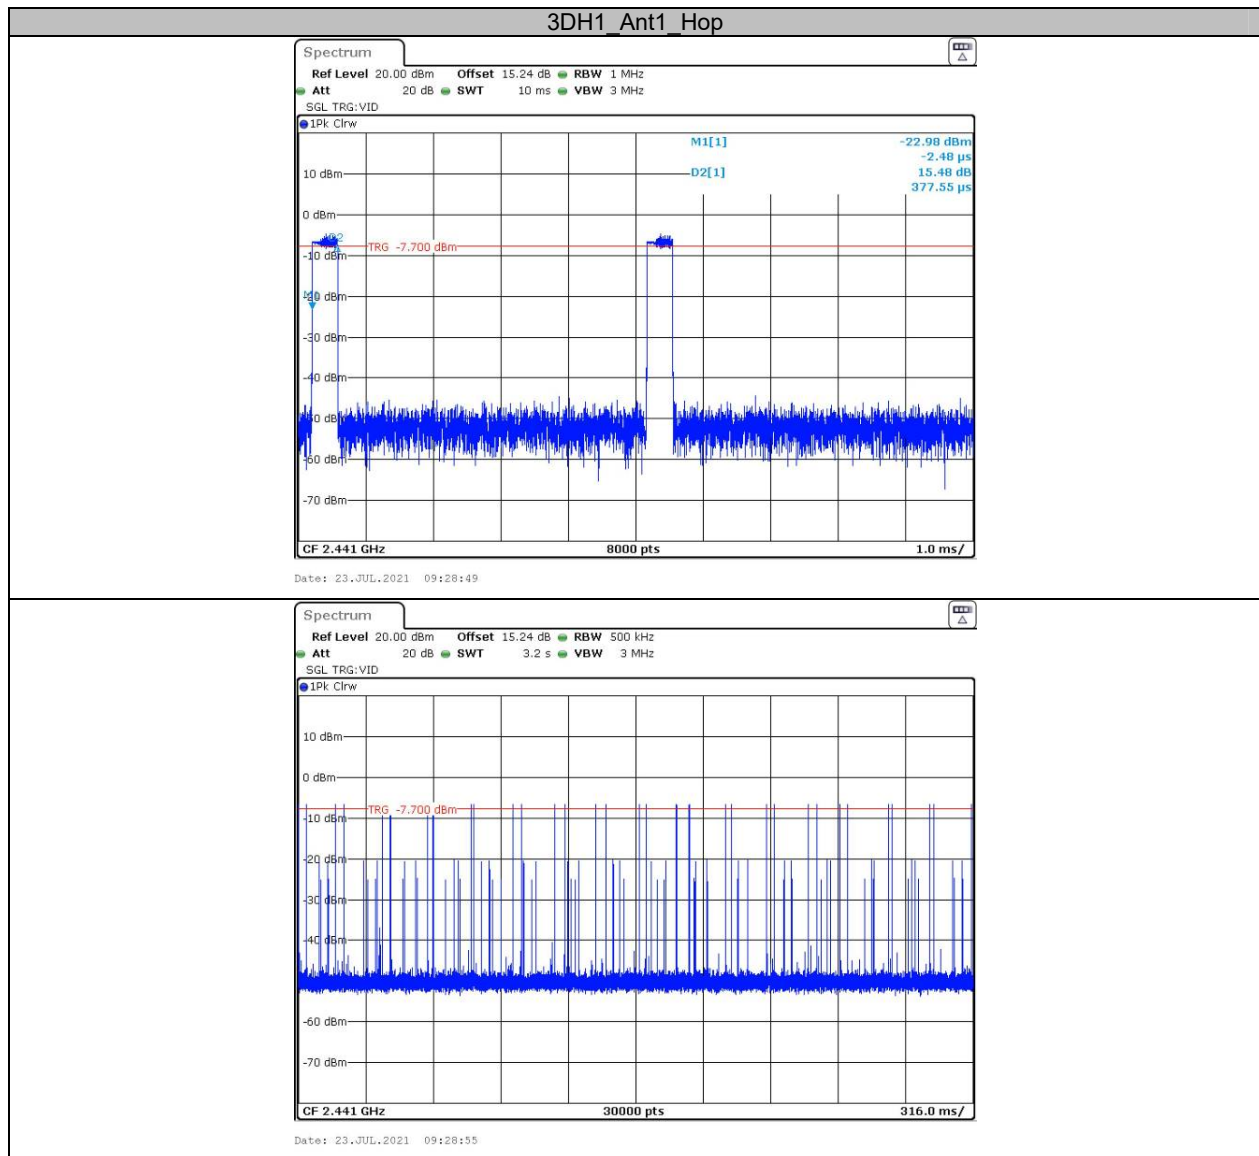 3DH1_Ant1_Hop
Spectrum
Ref Level 20.00 dBm Offset 15.24 dB RBW 1 MHz
Att 20 dB SWT 10 ms VBW 3 MHz
SGL TRG:VID
1Pk Clrw
M1[1] -22.98 dBm
-2.48 µs
D2[1] 15.48 dB
377.55 µs
10 dBm
0 dBm
D2
TRG -7.700 dBm
-10 dBm
M1
-20 dBm
-30 dBm
-40 dBm
-50 dBm
-60 dBm
-70 dBm
CF 2.441 GHz 8000 pts 1.0 ms/
Date: 23.JUL.2021 09:28:49
Spectrum
Ref Level 20.00 dBm Offset 15.24 dB RBW 500 kHz
Att 20 dB SWT 3.2 s VBW 3 MHz
SGL TRG:VID
1Pk Clrw
10 dBm
0 dBm
TRG -7.700 dBm
-10 dBm
-20 dBm
-30 dBm
-40 dBm
-60 dBm
-70 dBm
CF 2.441 GHz 30000 pts 316.0 ms/
Date: 23.JUL.2021 09:28:55